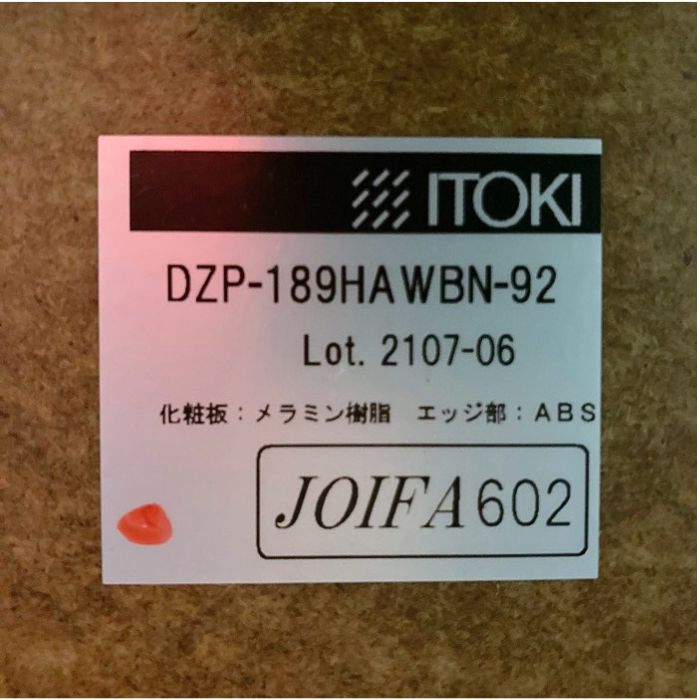 ITOKI
DZP-189HAWBN-92
Lot. 2107-06
化粧板：メラミン樹脂　エッジ部：ABS
JOIFA602